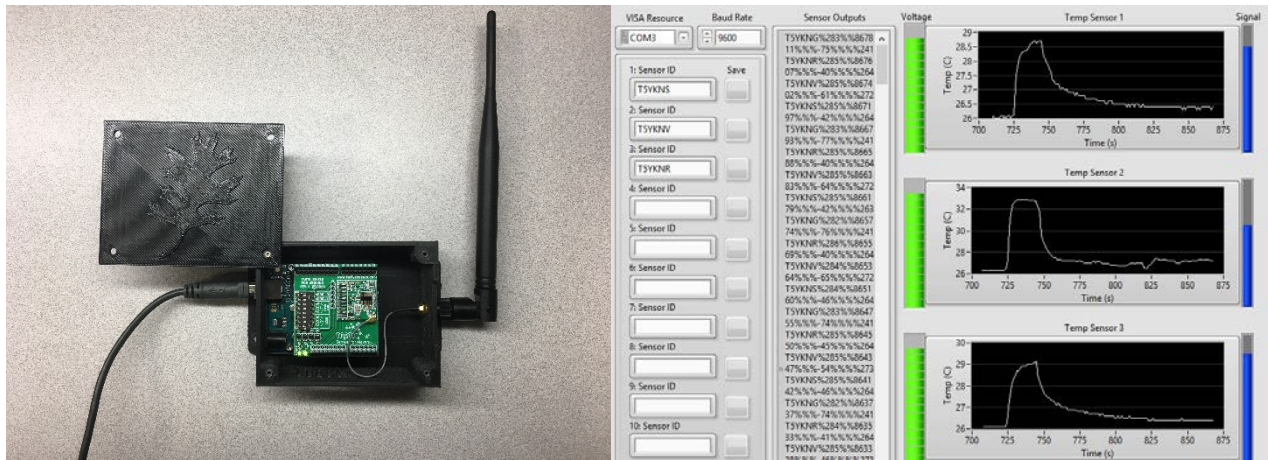 VISA Resource
Baud Rate
Sensor Outputs
COM3
9600
1: Sensor ID
Save
T5YKNS
2: Sensor ID
T5YKNV
3: Sensor ID
T5YKNR
4: Sensor ID
5: Sensor ID
6: Sensor ID
7: Sensor ID
8: Sensor ID
9: Sensor ID
10: Sensor ID
T5YKNG%283%%8678
11%%%-75%%%%241
T5YKNR%285%%8676
07%%%-40%%%%264
T5YKNV%285%%8674
02%%%-61%%%%272
T5YKNS%285%%8671
97%%%-42%%%%264
T5YKNG%283%%8667
93%%%-77%%%%241
T5YKNR%285%%8665
88%%%-40%%%%264
T5YKNV%285%%8663
83%%%-64%%%%272
T5YKNS%285%%8661
79%%%-42%%%%263
T5YKNG%282%%8657
74%%%-76%%%%241
T5YKNR%286%%8655
69%%%-40%%%%264
T5YKNV%284%%8653
64%%%-65%%%%272
T5YKNS%284%%8651
60%%%-46%%%%264
T5YKNG%283%%8647
55%%%-74%%%%241
T5YKNR%285%%8645
50%%%-45%%%%264
T5YKNV%285%%8643
47%%%-54%%%%273
T5YKNS%285%%8641
42%%%-46%%%%264
T5YKNG%282%%8637
37%%%-74%%%%241
T5YKNR%284%%8635
33%%%-41%%%%264
T5YKNV%285%%8633
Voltage
Temp Sensor 1
Signal
29
28.5
28
27.5
27
26.5
26
Temp (C)
700 725 750 775 800 825 850 875
Time (s)
Temp Sensor 2
34
32
30
28
26
Temp (C)
700 725 750 775 800 825 850 875
Time (s)
Temp Sensor 3
30
29
28
27
26
Temp (C)
700 725 750 775 800 825 850 875
Time (s)